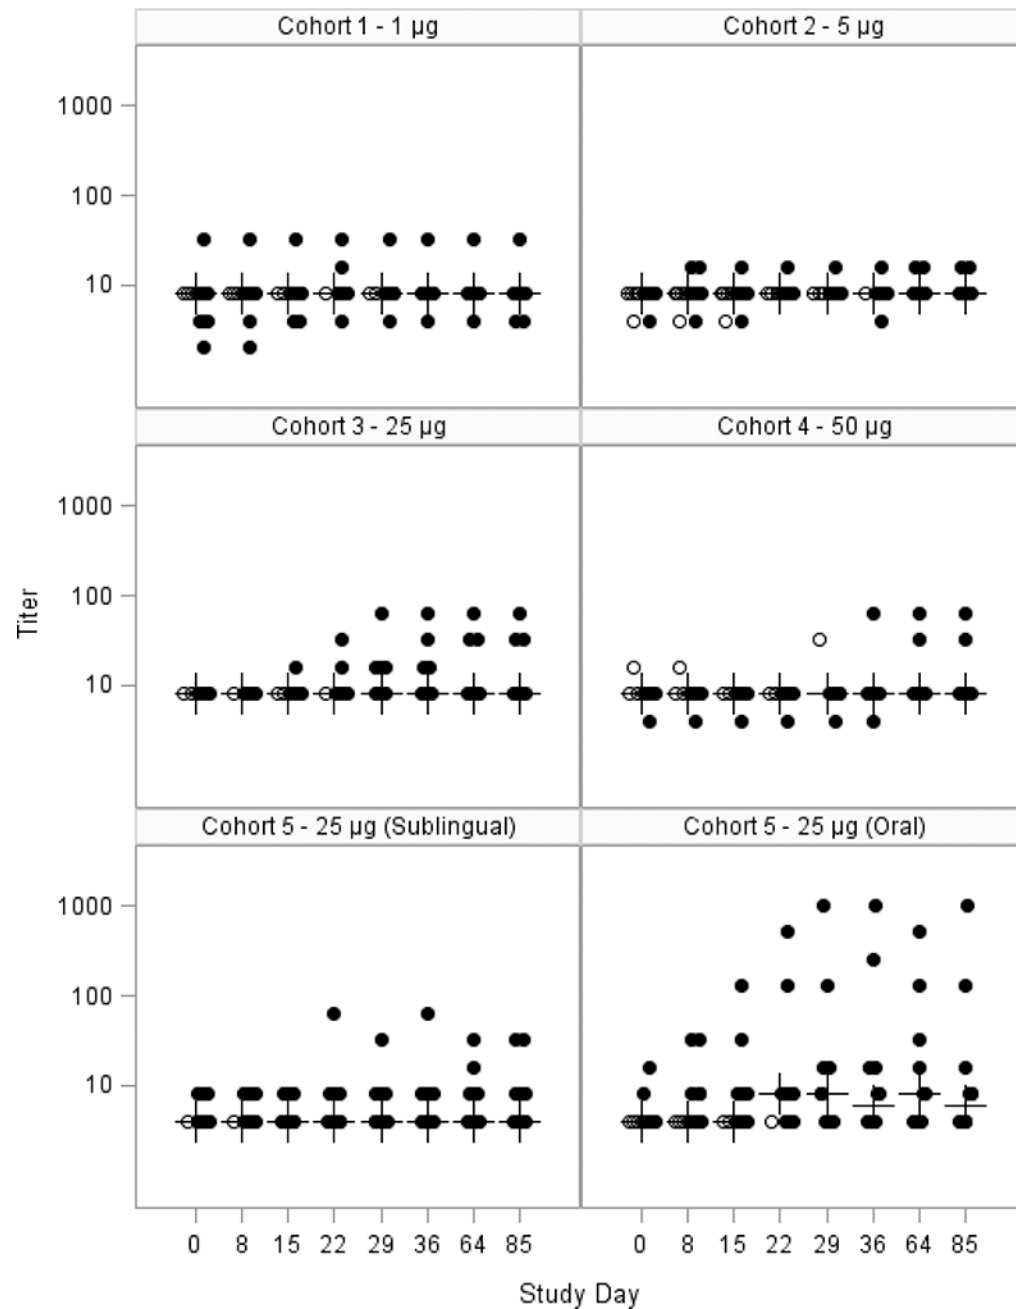 Cohort 1 - 1 µg
Cohort 2 - 5 µg
1000
100
10
Cohort 3 - 25 µg
Cohort 4 - 50 µg
1000
100
10
Titer
Cohort 5 - 25 µg (Sublingual)
Cohort 5 - 25 µg (Oral)
1000
100
10
0 8 15 22 29 36 64 85
0 8 15 22 29 36 64 85
Study Day